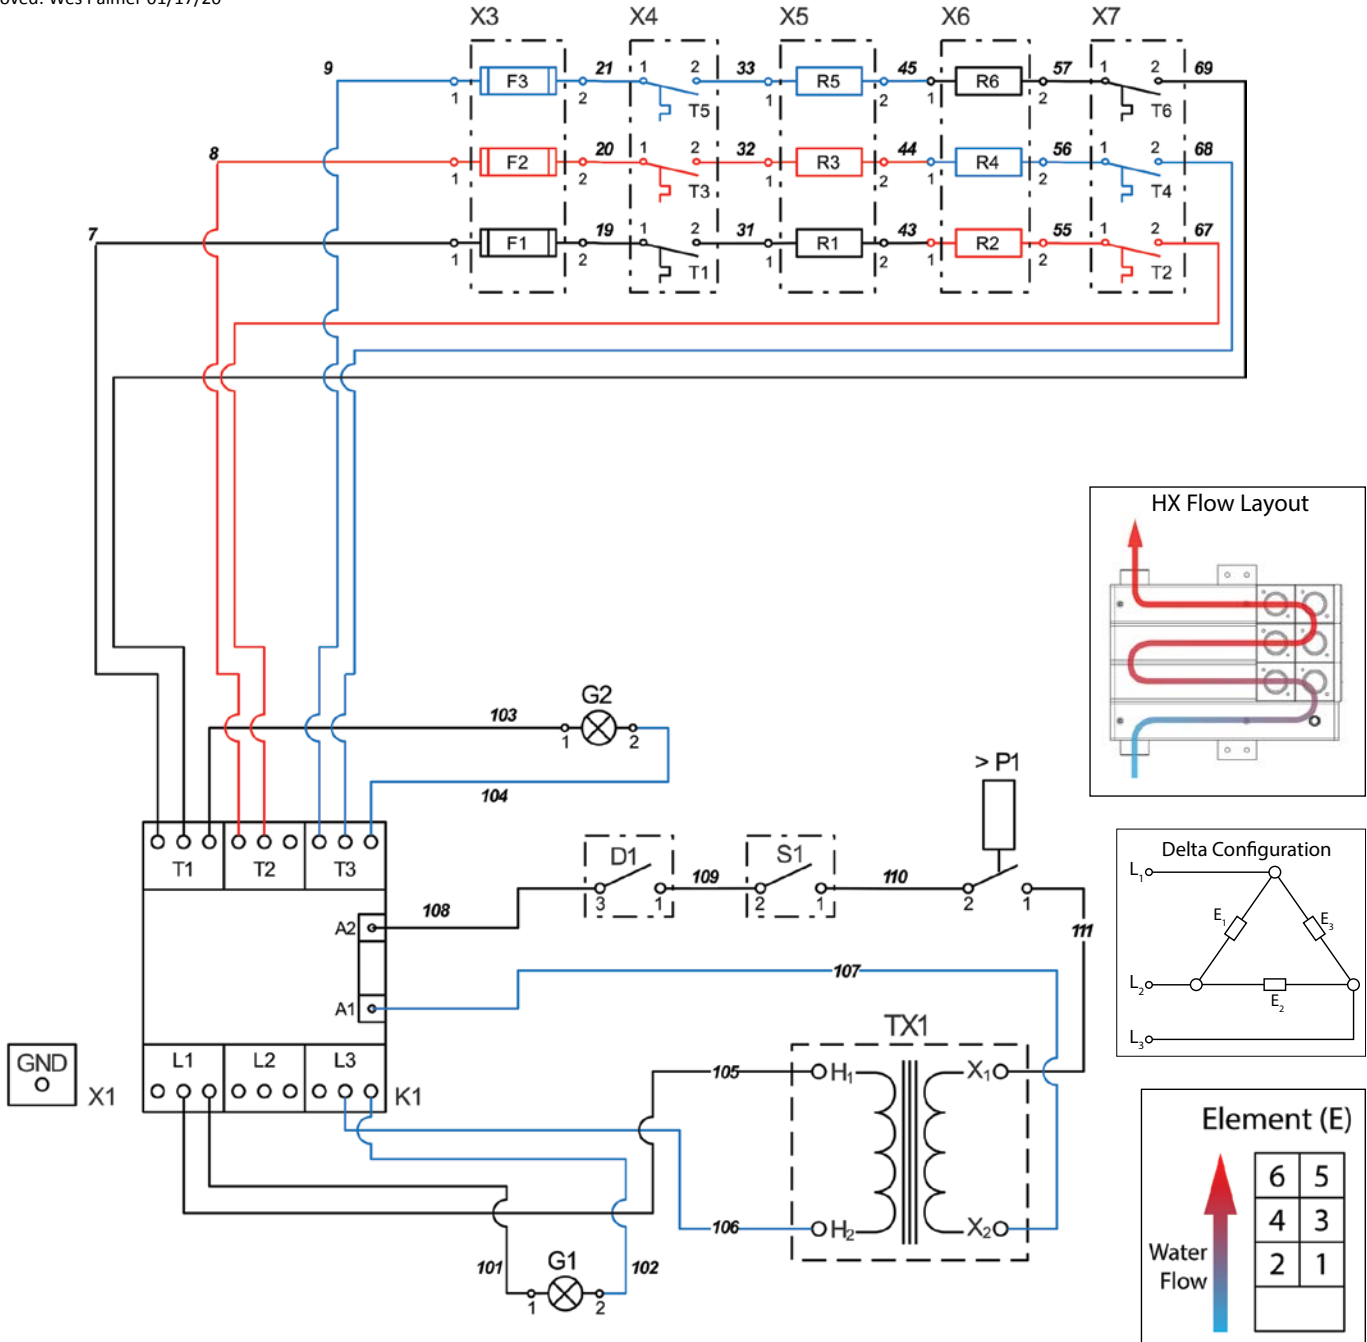 Wes Palmer 01/17/20
X3 X4 X5 X6 X7
9 F3 21 1 2 33 R5 45 R6 57 1 2 69
1 2 T5 1 2 1 2 T6
8 F2 20 1 2 32 R3 44 R4 56 1 2 68
1 2 T3 1 2 1 2 T4
7 F1 19 1 2 31 R1 43 R2 55 1 2 67
1 2 T1 1 2 1 2 T2
HX Flow Layout
G2
103 1 2
104
> P1
T1 T2 T3
D1 S1
3 1 109 2 1 110 2 1
108
A2
111
107
A1
Delta Configuration
L1
E1 E3
L2
E2
L3
TX1
GND X1
L1 L2 L3 K1
105 H1 X1
106 H2 X2
101 G1 102
1 2
Element (E)
6 5
4 3
2 1
Water
Flow